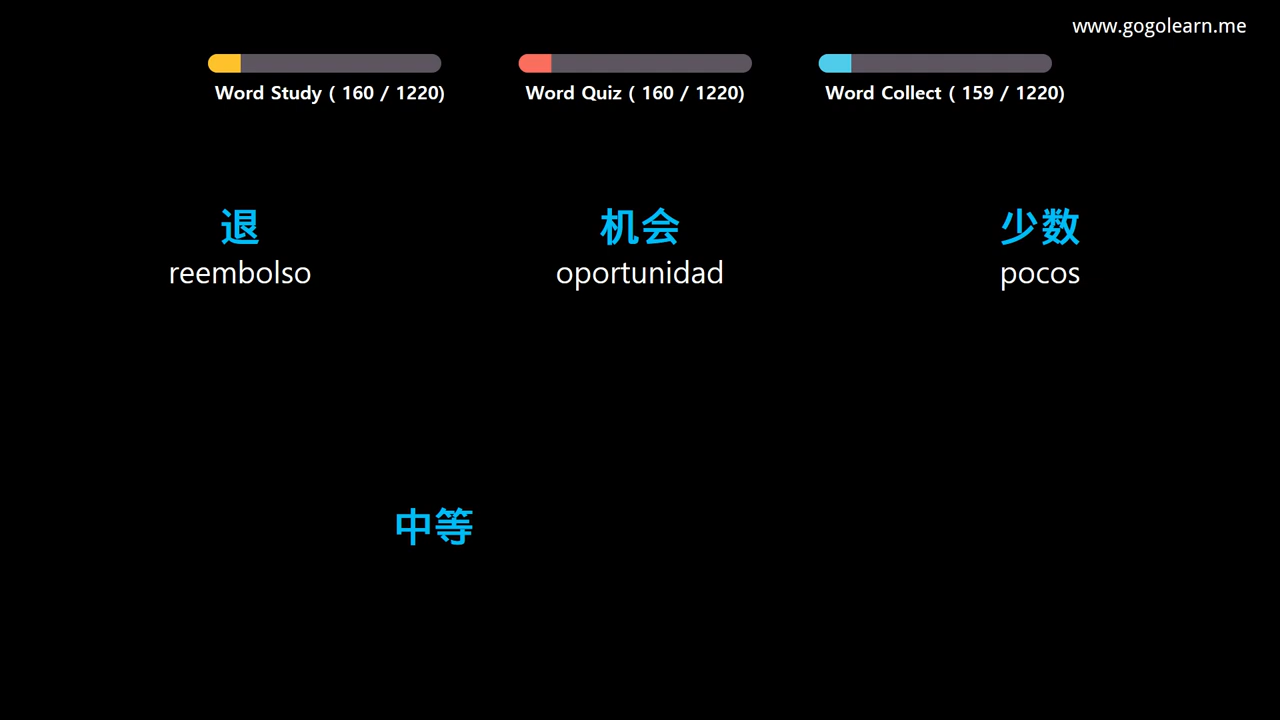 www.gogolearn.me
Word Study ( 160 / 1220)
Word Quiz ( 160 / 1220)
Word Collect ( 159 / 1220)
退
reembolso
机会
oportunidad
少数
pocos
中等